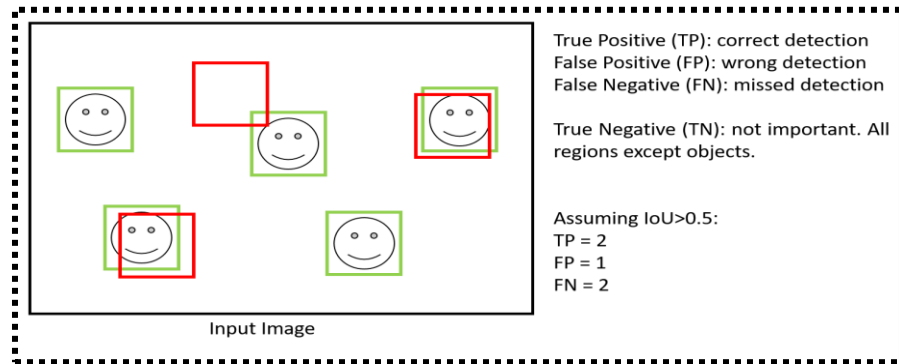 True Positive (TP): correct detection
False Positive (FP): wrong detection
False Negative (FN): missed detection
True Negative (TN): not important. All
regions except objects.
Assuming IoU>0.5:
TP = 2
FP = 1
FN = 2
Input Image